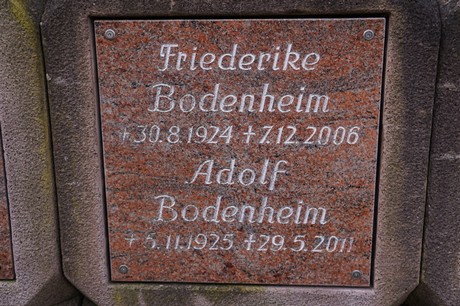 Friederike
Bodenheim
+30.8.1924 +7.12.2006
Adolf
Bodenheim
+5.11.1925 +29.5.2011